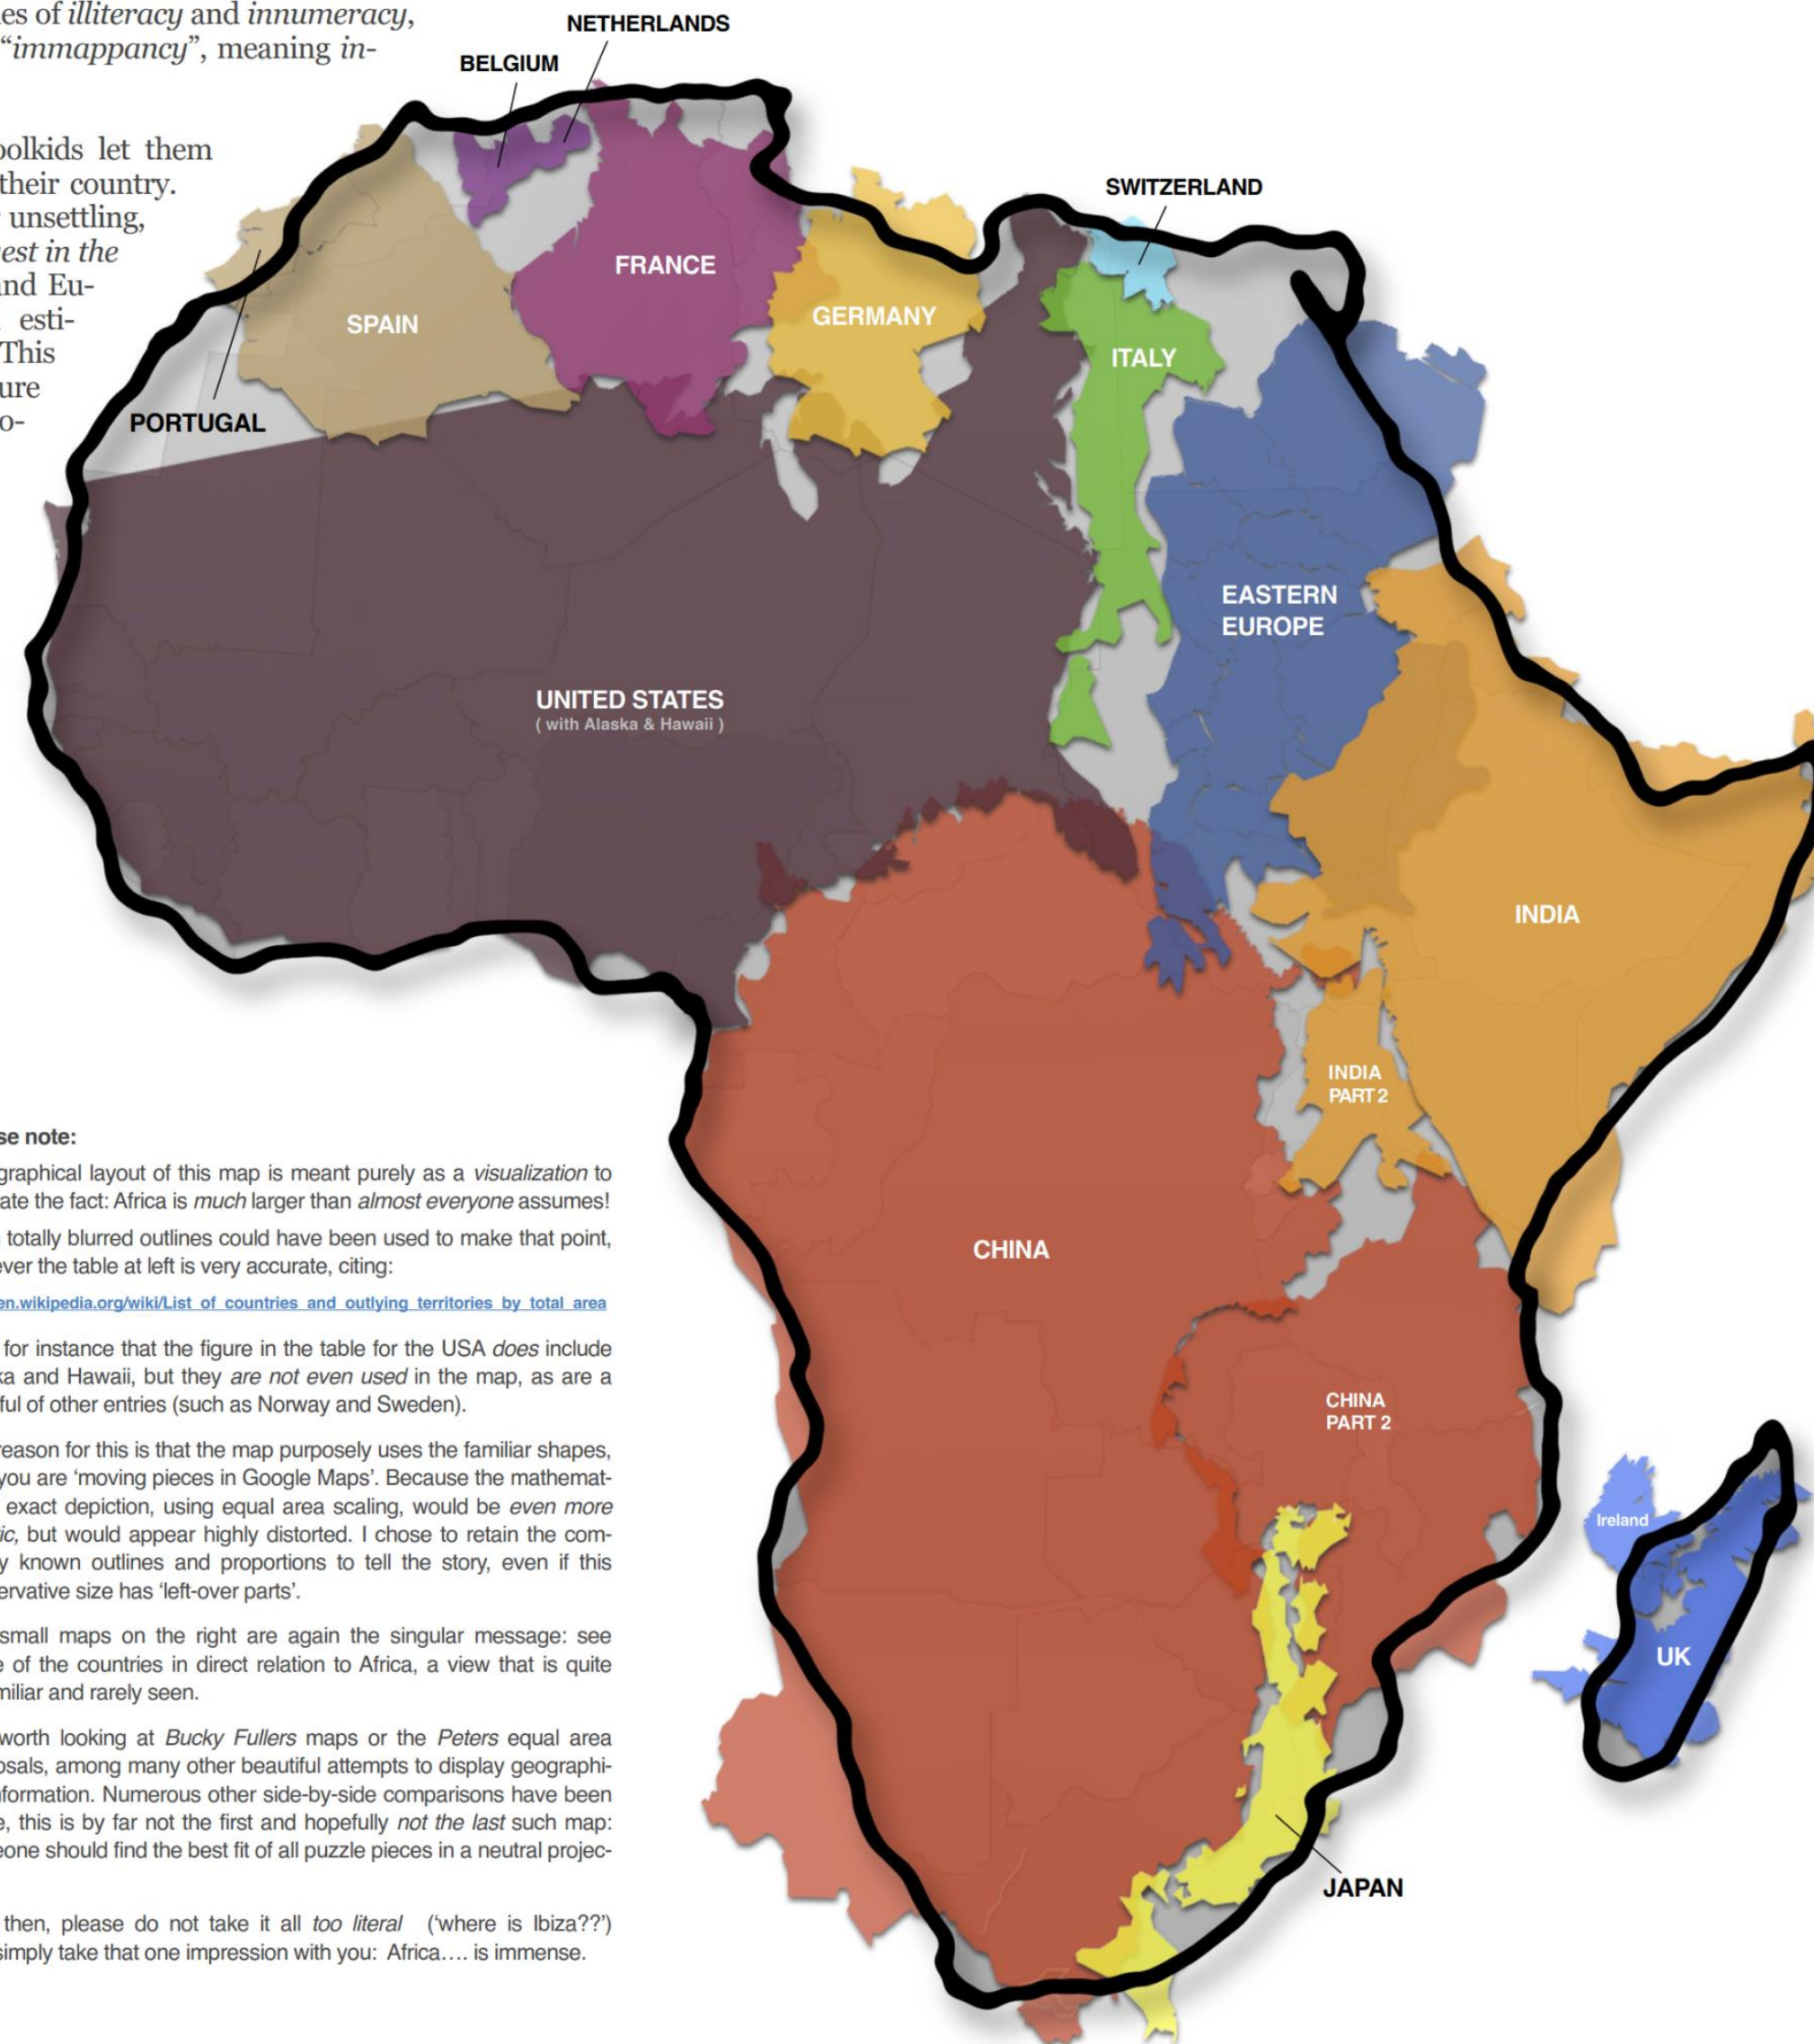 es of illiteracy and innumeracy,
“immappancy”, meaning in-
oolkids let them
their country.
unsettling,
est in the
nd Eu-
esti-
This
ure
o-
NETHERLANDS
BELGIUM
SWITZERLAND
FRANCE
SPAIN
GERMANY
ITALY
PORTUGAL
EASTERN
EUROPE
UNITED STATES
( with Alaska & Hawaii )
INDIA
INDIA
PART 2
CHINA
CHINA
PART 2
Ireland
UK
JAPAN
se note:
graphical layout of this map is meant purely as a visualization to
ate the fact: Africa is much larger than almost everyone assumes!
totally blurred outlines could have been used to make that point,
ever the table at left is very accurate, citing:
en.wikipedia.org/wiki/List_of_countries_and_outlying_territories_by_total_area
for instance that the figure in the table for the USA does include
ka and Hawaii, but they are not even used in the map, as are a
ful of other entries (such as Norway and Sweden).
reason for this is that the map purposely uses the familiar shapes,
you are ‘moving pieces in Google Maps’. Because the mathemat-
exact depiction, using equal area scaling, would be even more
ic, but would appear highly distorted. I chose to retain the com-
y known outlines and proportions to tell the story, even if this
ervative size has ‘left-over parts’.
small maps on the right are again the singular message: see
e of the countries in direct relation to Africa, a view that is quite
miliar and rarely seen.
worth looking at Bucky Fullers maps or the Peters equal area
osals, among many other beautiful attempts to display geographi-
nformation. Numerous other side-by-side comparisons have been
e, this is by far not the first and hopefully not the last such map:
eone should find the best fit of all puzzle pieces in a neutral projec-
then, please do not take it all too literal (‘where is Ibiza??’)
simply take that one impression with you: Africa…. is immense.